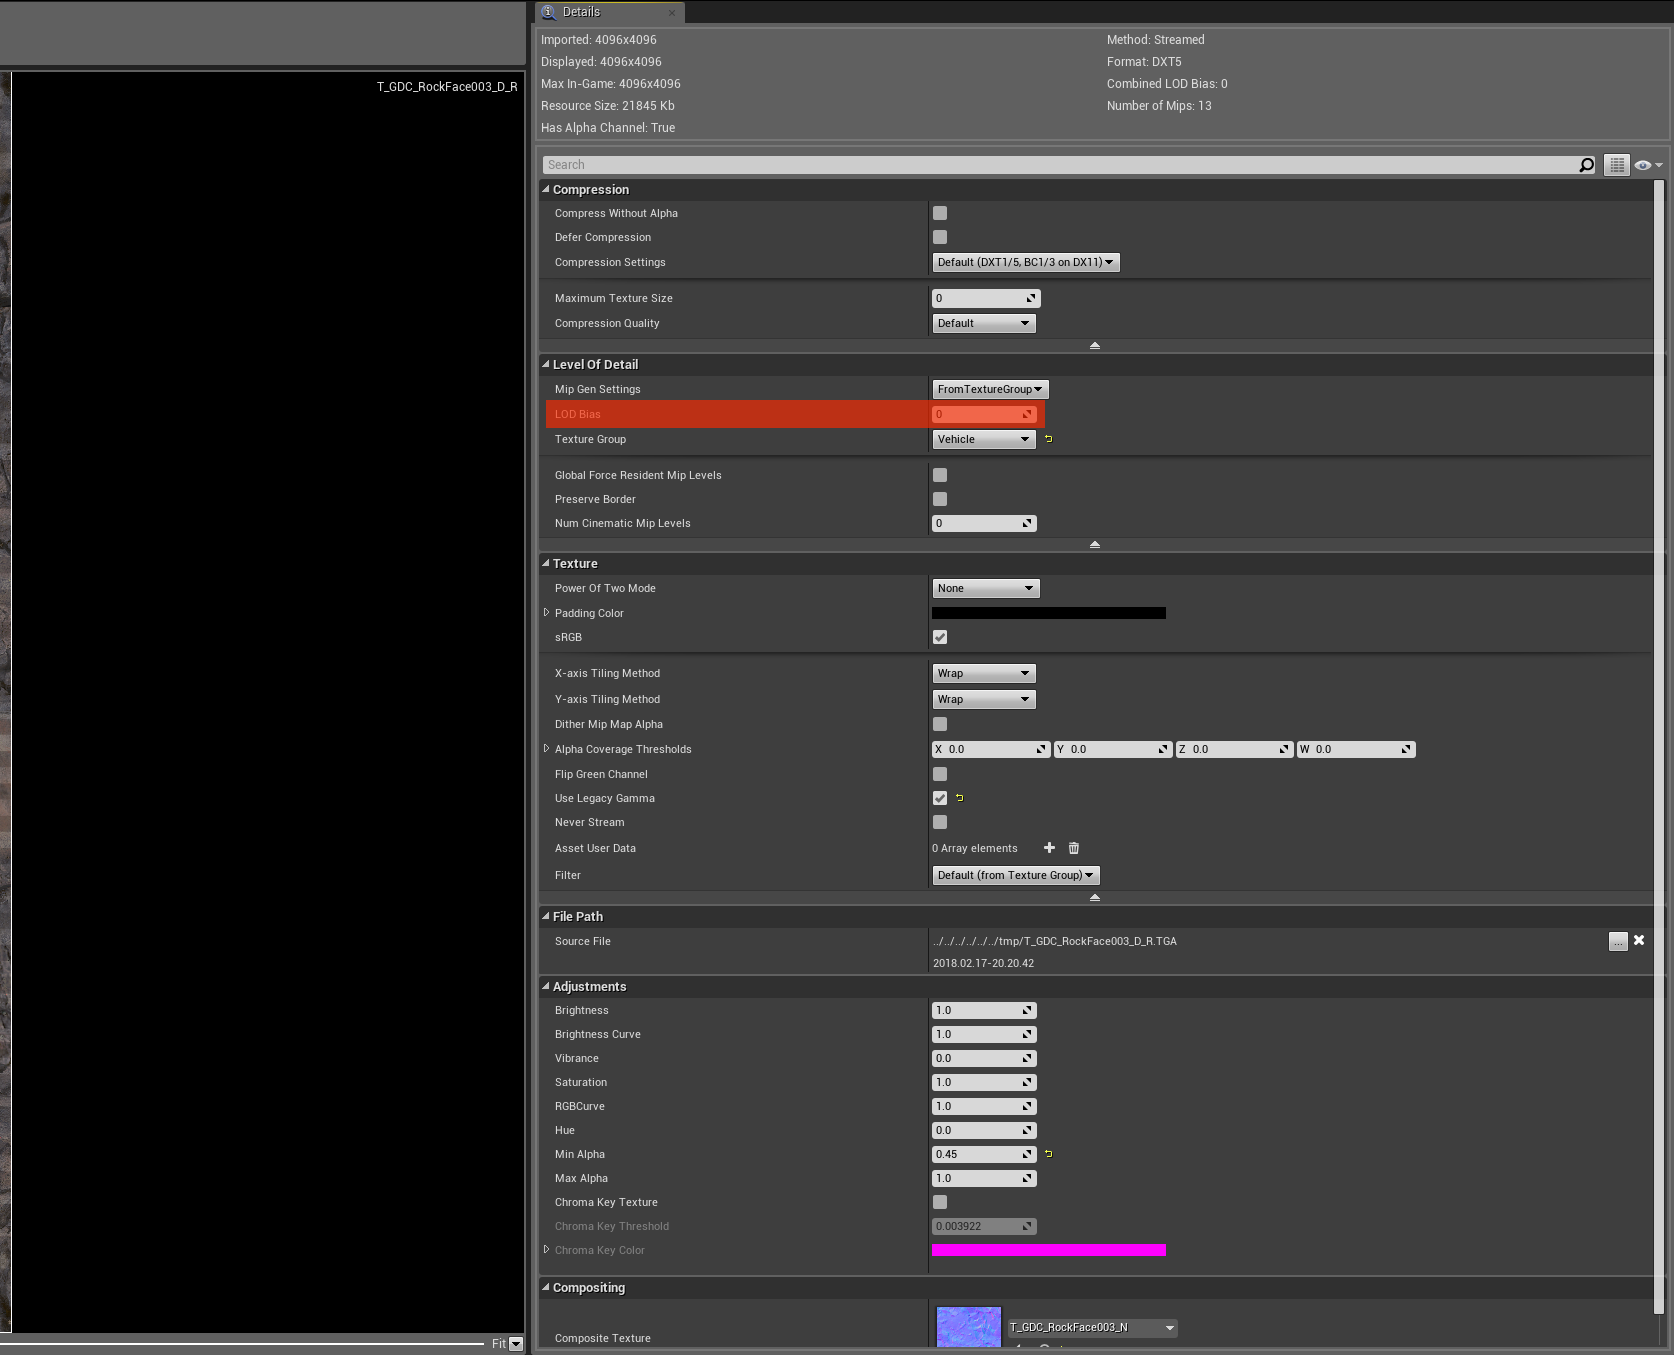 Details
Imported: 4096x4096
Method: Streamed
Displayed: 4096x4096
Format: DXT5
Max In-Game: 4096x4096
Combined LOD Bias: 0
Resource Size: 21845 Kb
Number of Mips: 13
Has Alpha Channel: True
T_GDC_RockFace003_D_R
Search
Compression
Compress Without Alpha
Defer Compression
Compression Settings Default (DXT1/5, BC1/3 on DX11)
Maximum Texture Size 0
Compression Quality Default
Level Of Detail
Mip Gen Settings FromTextureGroup
LOD Bias 0
Texture Group Vehicle
Global Force Resident Mip Levels
Preserve Border
Num Cinematic Mip Levels 0
Texture
Power Of Two Mode None
Padding Color
sRGB
X-axis Tiling Method Wrap
Y-axis Tiling Method Wrap
Dither Mip Map Alpha
Alpha Coverage Thresholds X 0.0 Y 0.0 Z 0.0 W 0.0
Flip Green Channel
Use Legacy Gamma
Never Stream
Asset User Data 0 Array elements
Filter Default (from Texture Group)
File Path
Source File ../../../../../../tmp/T_GDC_RockFace003_D_R.TGA ...
2018.02.17-20.20.42
Adjustments
Brightness 1.0
Brightness Curve 1.0
Vibrance 0.0
Saturation 1.0
RGBCurve 1.0
Hue 0.0
Min Alpha 0.45
Max Alpha 1.0
Chroma Key Texture
Chroma Key Threshold 0.003922
Chroma Key Color
Compositing
Composite Texture T_GDC_RockFace003_N
Fit